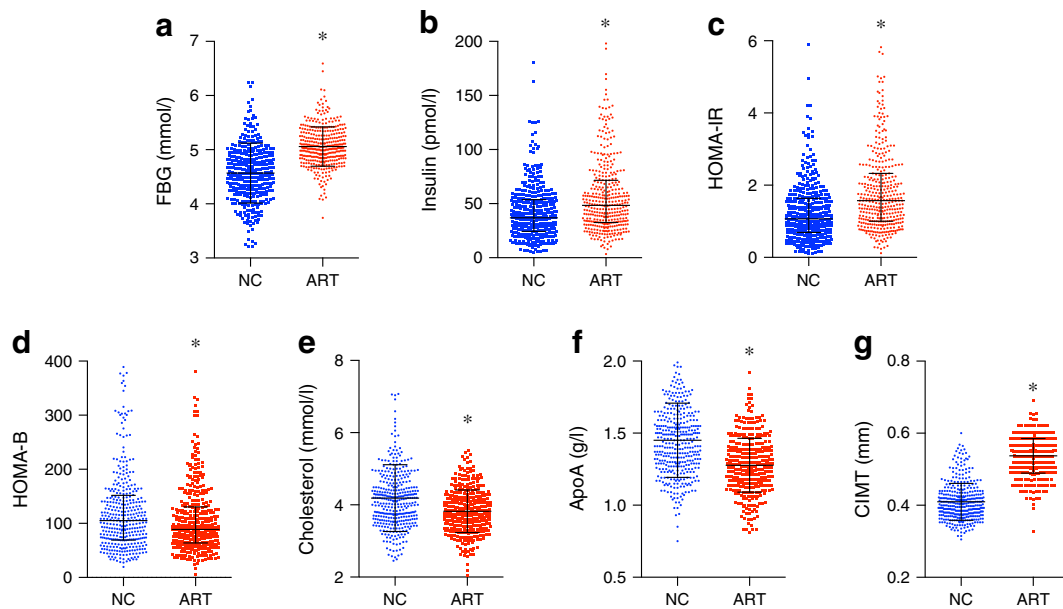 a
FBG (mmol/)
7
6
5
4
3
*
NC
ART
b
Insulin (pmol/l)
200
150
100
50
0
*
NC
ART
c
HOMA-IR
6
4
2
0
*
NC
ART
d
HOMA-B
400
300
200
100
0
*
NC
ART
e
Cholesterol (mmol/l)
8
6
4
2
*
NC
ART
f
ApoA (g/l)
2.0
1.5
1.0
0.5
*
NC
ART
g
CIMT (mm)
0.8
0.6
0.4
0.2
*
NC
ART